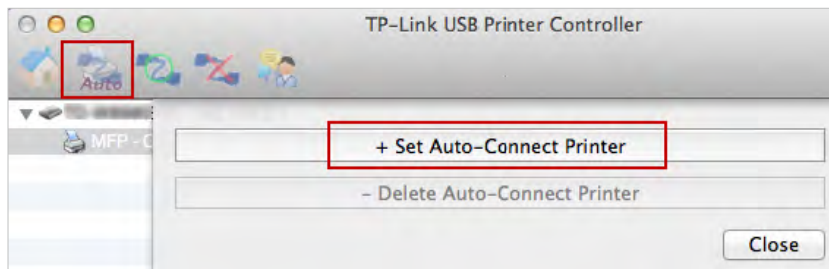 TP-Link USB Printer Controller
Auto
MFP - C
+ Set Auto-Connect Printer
- Delete Auto-Connect Printer
Close